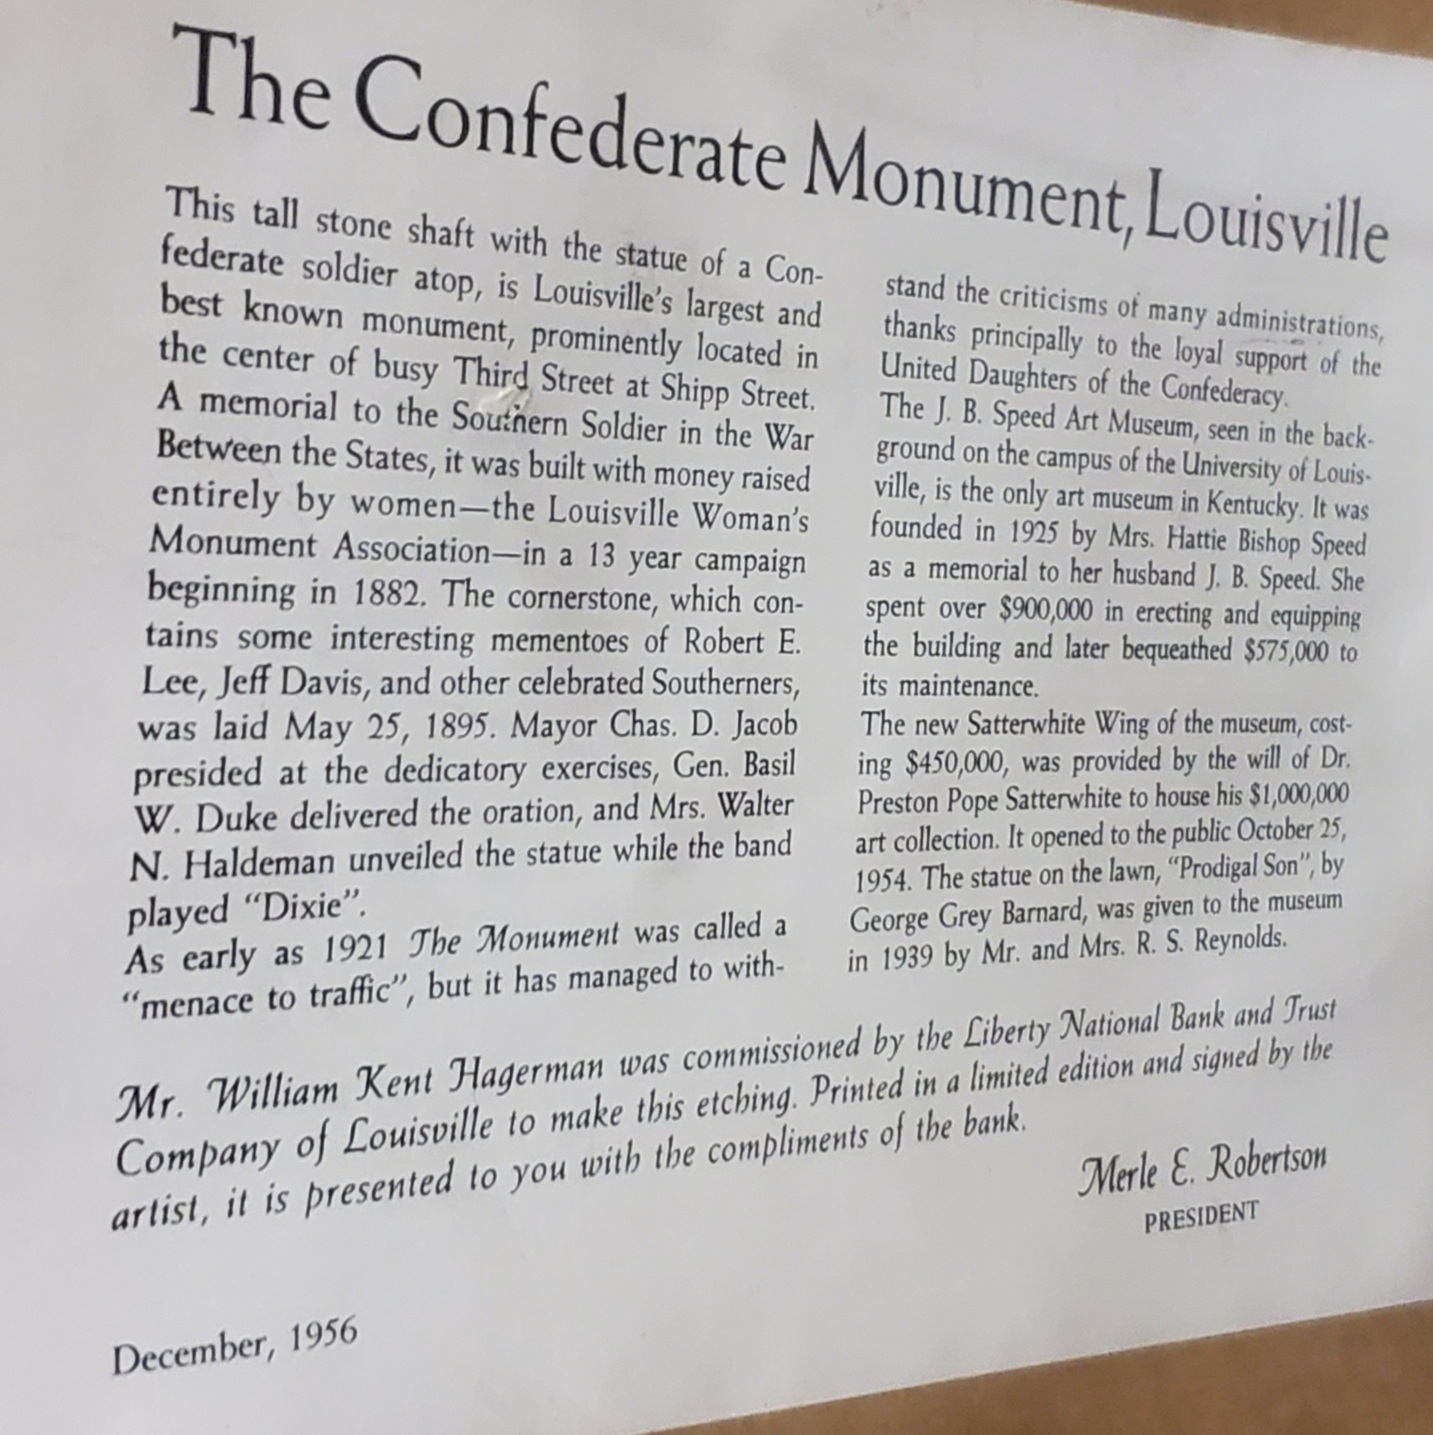 The Confederate Monument, Louisville
This tall stone shaft with the statue of a Con-
federate soldier atop, is Louisville's largest and
best known monument, prominently located in
the center of busy Third Street at Shipp Street.
A memorial to the Southern Soldier in the War
Between the States, it was built with money raised
entirely by women—the Louisville Woman's
Monument Association—in a 13 year campaign
beginning in 1882. The cornerstone, which con-
tains some interesting mementoes of Robert E.
Lee, Jeff Davis, and other celebrated Southerners,
was laid May 25, 1895. Mayor Chas. D. Jacob
presided at the dedicatory exercises, Gen. Basil
W. Duke delivered the oration, and Mrs. Walter
N. Haldeman unveiled the statue while the band
played "Dixie".
As early as 1921 The Monument was called a
"menace to traffic", but it has managed to with-
stand the criticisms of many administrations,
thanks principally to the loyal support of the
United Daughters of the Confederacy.
The J. B. Speed Art Museum, seen in the back-
ground on the campus of the University of Louis-
ville, is the only art museum in Kentucky. It was
founded in 1925 by Mrs. Hattie Bishop Speed
as a memorial to her husband J. B. Speed. She
spent over $900,000 in erecting and equipping
the building and later bequeathed $575,000 to
its maintenance.
The new Satterwhite Wing of the museum, cost-
ing $450,000, was provided by the will of Dr.
Preston Pope Satterwhite to house his $1,000,000
art collection. It opened to the public October 25,
1954. The statue on the lawn, "Prodigal Son", by
George Grey Barnard, was given to the museum
in 1939 by Mr. and Mrs. R. S. Reynolds.
Mr. William Kent Hagerman was commissioned by the Liberty National Bank and Trust
Company of Louisville to make this etching. Printed in a limited edition and signed by the
artist, it is presented to you with the compliments of the bank.
Merle E. Robertson
PRESIDENT
December, 1956